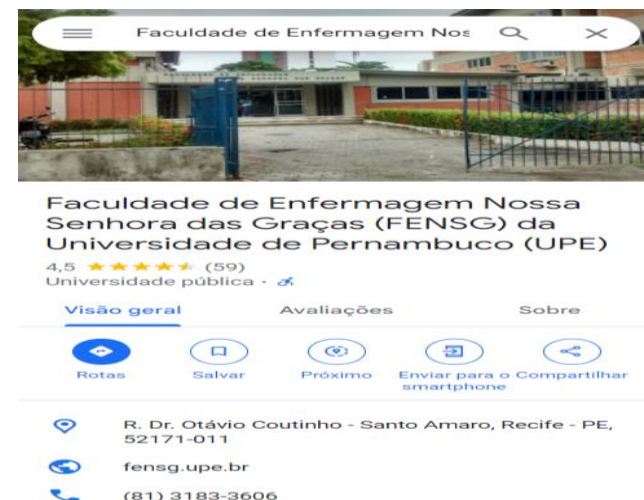 Faculdade de Enfermagem Nos
Faculdade de Enfermagem Nossa
Senhora das Graças (FENSG) da
Universidade de Pernambuco (UPE)
4,5 (59)
Universidade pública ·
Visão geral Avaliações Sobre
Rotas Salvar Próximo Enviar para o smartphone Compartilhar
R. Dr. Otávio Coutinho - Santo Amaro, Recife - PE,
52171-011
fensg.upe.br
(81) 3183-3606